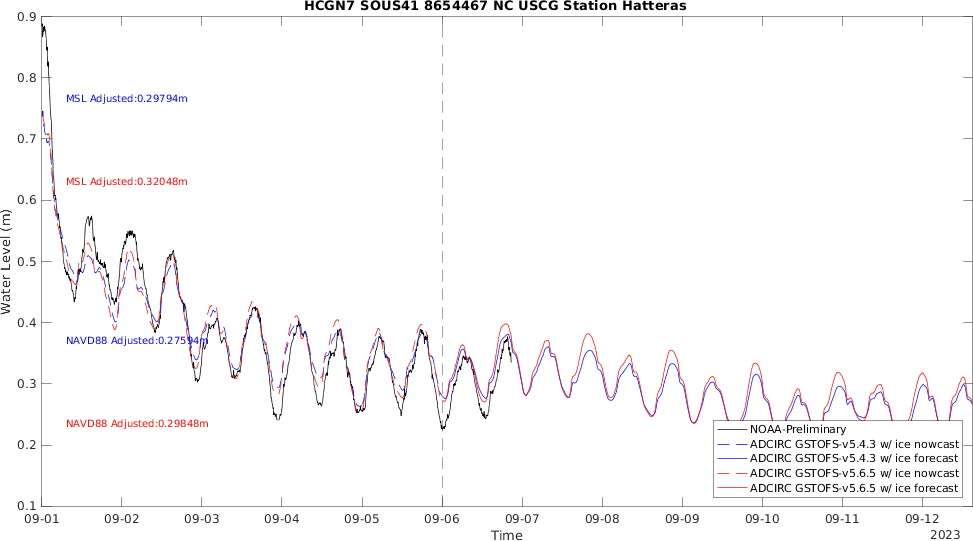 HCGN7 SOUS41 8654467 NC USCG Station Hatteras
0.9
0.8
0.7
0.6
0.5
0.4
0.3
0.2
0.1
Water Level (m)
MSL Adjusted:0.29794m
MSL Adjusted:0.32048m
NAVD88 Adjusted:0.27594m
NAVD88 Adjusted:0.29848m
NOAA-Preliminary
ADCIRC GSTOFS-v5.4.3 w/ ice nowcast
ADCIRC GSTOFS-v5.4.3 w/ ice forecast
ADCIRC GSTOFS-v5.6.5 w/ ice nowcast
ADCIRC GSTOFS-v5.6.5 w/ ice forecast
09-01 09-02 09-03 09-04 09-05 09-06 09-07 09-08 09-09 09-10 09-11 09-12
Time
2023